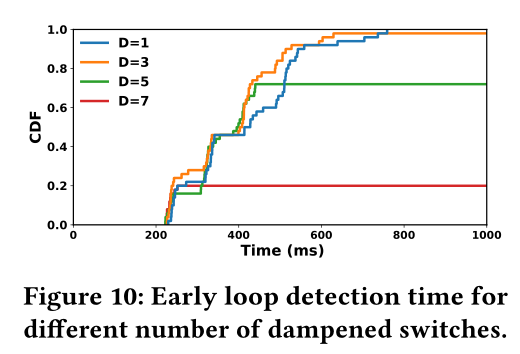 1.0
0.8
0.6
0.4
0.2
0.0
CDF
D=1
D=3
D=5
D=7
0 200 400 600 800 1000
Time (ms)
Figure 10: Early loop detection time for
different number of dampened switches.